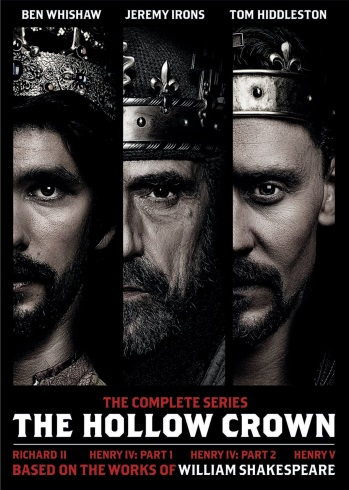 BEN WHISHAW JEREMY IRONS TOM HIDDLESTON
THE COMPLETE SERIES
THE HOLLOW CROWN
RICHARD II HENRY IV: PART 1 HENRY IV: PART 2 HENRY V
BASED ON THE WORKS OF WILLIAM SHAKESPEARE